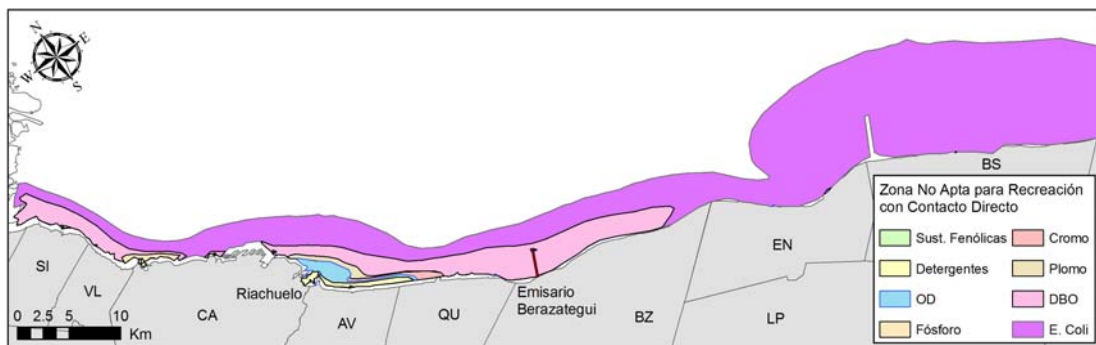 N
E
W
S
BS
EN
SI
VL
CA
Riachuelo
AV
QU
Emisario
Berazategui
BZ
LP
0 2.5 5 10
Km
Zona No Apta para Recreación
con Contacto Directo
Sust. Fenólicas
Cromo
Detergentes
Plomo
OD
DBO
Fósforo
E. Coli